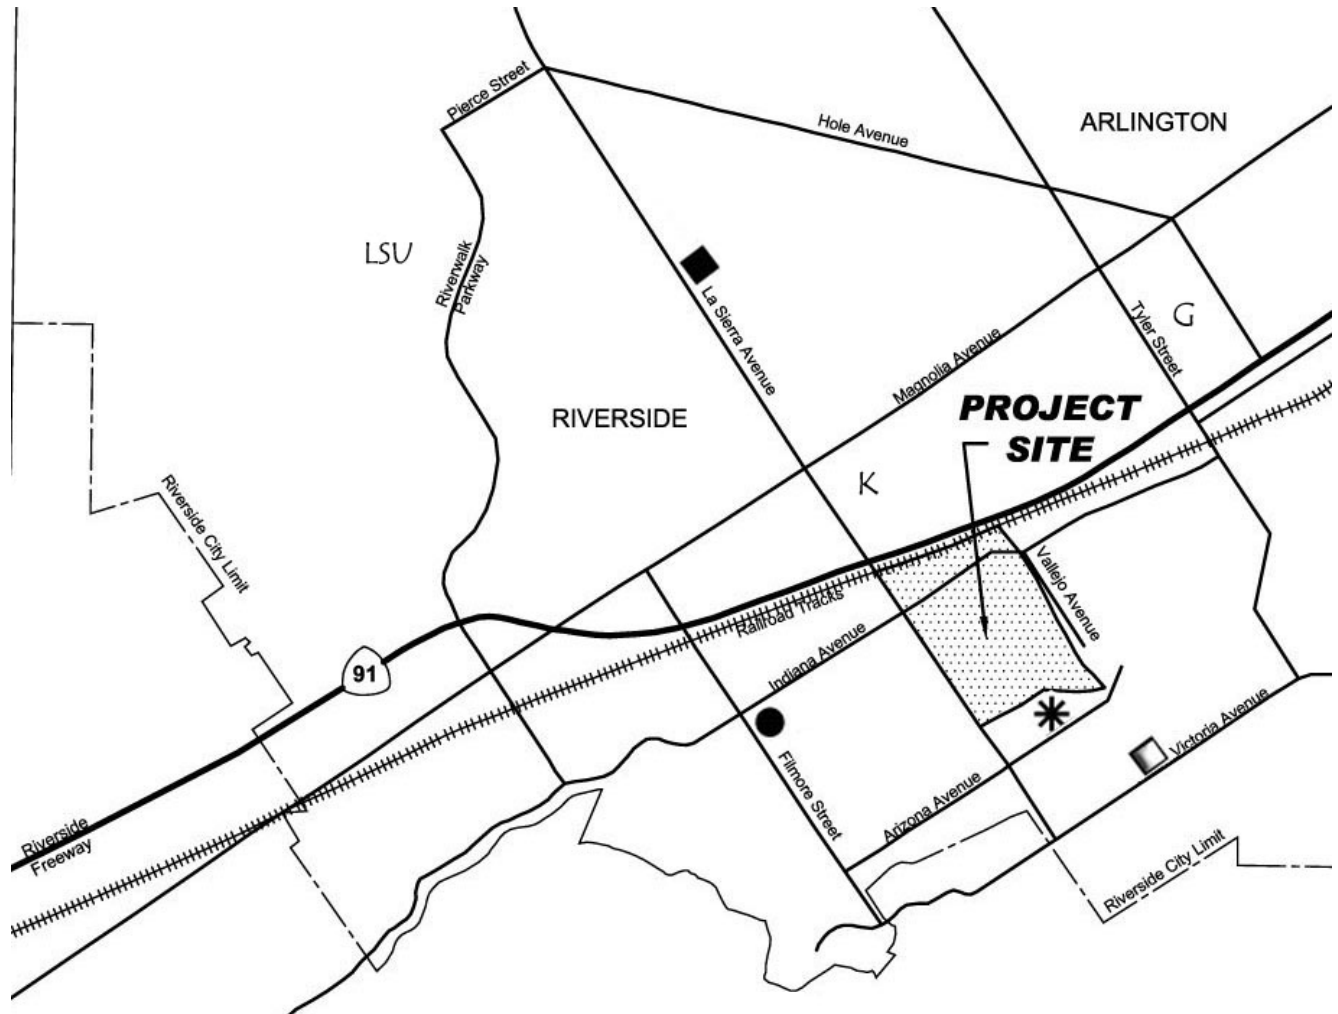 Pierce Street
Hole Avenue
ARLINGTON
LSU
Riverwalk
Parkway
La Sierra Avenue
Tyler Street
G
Magnolia Avenue
PROJECT
SITE
RIVERSIDE
K
Riverside City Limit
Vallejo Avenue
Railroad Tracks
Indiana Avenue
91
Victoria Avenue
Filmore Street
Arizona Avenue
Riverside
Freeway
Riverside City Limit